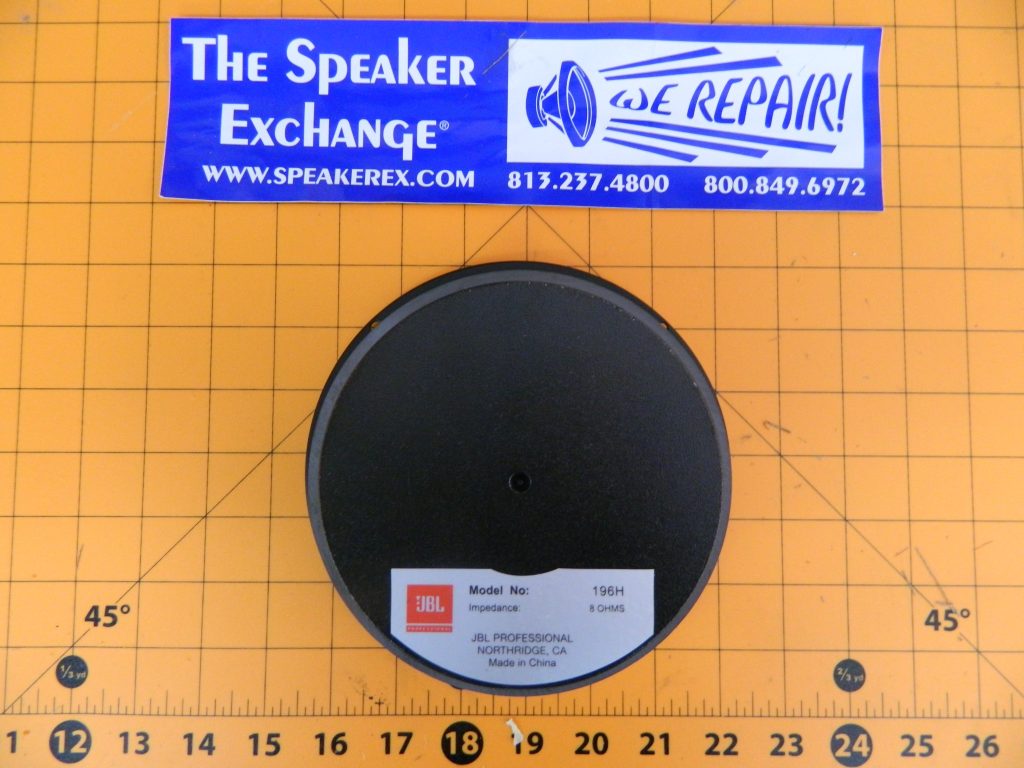 The Speaker
Exchange®
WE REPAIR!
WWW.SPEAKEREX.COM
813.237.4800
800.849.6972
JBL
PROFESSIONAL
Model No: 196H
Impedance: 8 OHMS
JBL PROFESSIONAL
NORTHRIDGE, CA
Made in China
45°
45°
1/3 yd
2/3 yd
1 12 13 14 15 16 17 18 19 20 21 22 23 24 25 26